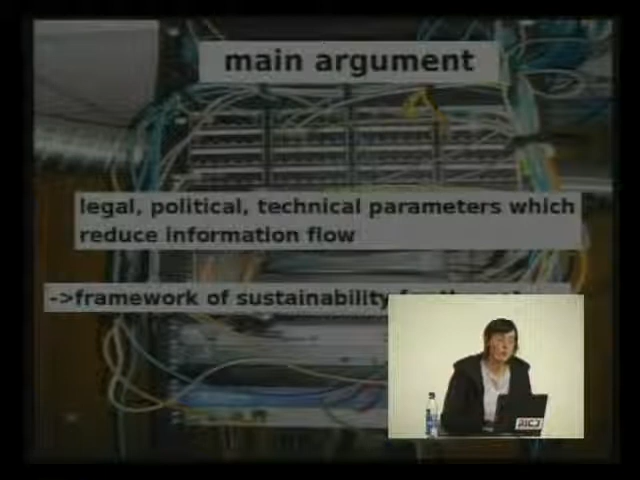 main argument
legal, political, technical parameters which
reduce information flow
->framework of sustainability